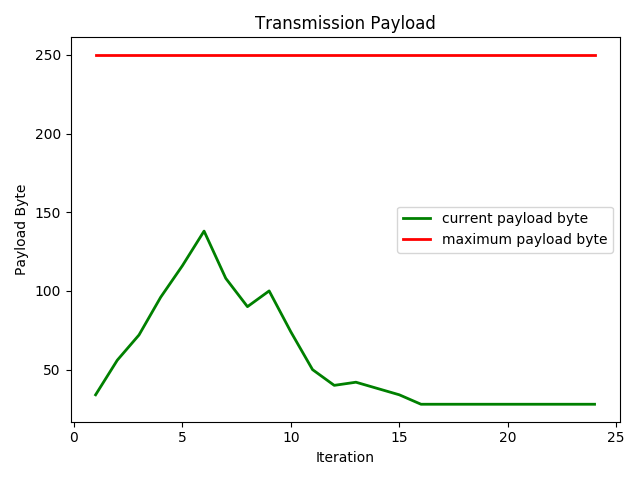 Transmission Payload
250
200
150
100
50
Payload Byte
current payload byte
maximum payload byte
0
5
10
15
20
25
Iteration